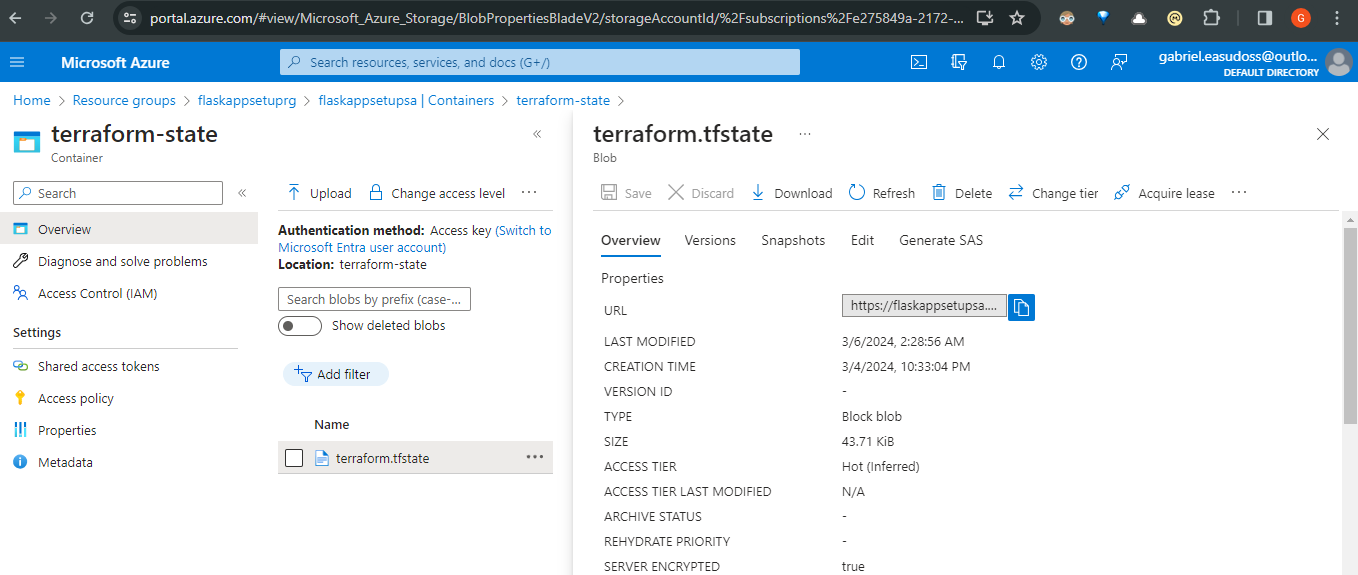 portal.azure.com/#view/Microsoft_Azure_Storage/BlobPropertiesBladeV2/storageAccountId/%2Fsubscriptions%2Fe275849a-2172-...
G
Microsoft Azure
Search resources, services, and docs (G+/)
gabriel.easudoss@outlo...
DEFAULT DIRECTORY
Home > Resource groups > flaskappsetuprg > flaskappsetupsa | Containers > terraform-state >
terraform-state
Container
Search
Overview
Diagnose and solve problems
Access Control (IAM)
Settings
Shared access tokens
Access policy
Properties
Metadata
Upload Change access level ...
Authentication method: Access key (Switch to
Microsoft Entra user account)
Location: terraform-state
Search blobs by prefix (case-...
Show deleted blobs
Add filter
Name
terraform.tfstate ...
terraform.tfstate ...
Blob
Save Discard Download Refresh Delete Change tier Acquire lease ...
Overview Versions Snapshots Edit Generate SAS
Properties
URL https://flaskappsetupsa....
LAST MODIFIED 3/6/2024, 2:28:56 AM
CREATION TIME 3/4/2024, 10:33:04 PM
VERSION ID -
TYPE Block blob
SIZE 43.71 KiB
ACCESS TIER Hot (Inferred)
ACCESS TIER LAST MODIFIED N/A
ARCHIVE STATUS -
REHYDRATE PRIORITY -
SERVER ENCRYPTED true